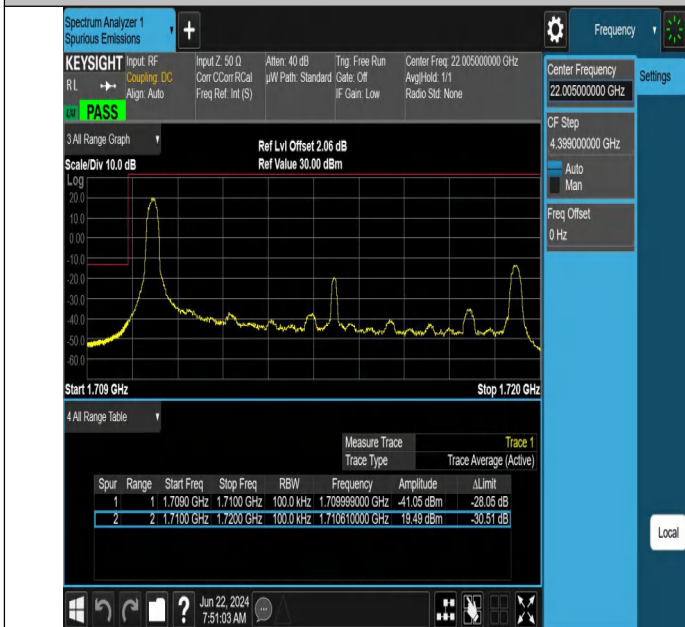 Spectrum Analyzer 1
Spurious Emissions
+
Frequency
KEYSIGHT
RL
Input: RF
Coupling: DC
Align: Auto
Input Z: 50 Ω
Corr CCorr RCal
Freq Ref: Int (S)
Atten: 40 dB
µW Path: Standard
Trig: Free Run
Gate: Off
IF Gain: Low
Center Freq: 22.005000000 GHz
Avg|Hold: 1/1
Radio Std: None
PASS
3 All Range Graph
Scale/Div 10.0 dB
Ref Lvl Offset 2.06 dB
Ref Value 30.00 dBm
Log
20.0
10.0
0.00
-10.0
-20.0
-30.0
-40.0
-50.0
-60.0
Start 1.709 GHz
Stop 1.720 GHz
4 All Range Table
Measure Trace Trace 1
Trace Type Trace Average (Active)
Spur Range Start Freq Stop Freq RBW Frequency Amplitude ΔLimit
1 1 1.7090 GHz 1.7100 GHz 100.0 kHz 1.709999000 GHz -41.05 dBm -28.05 dB
2 2 1.7100 GHz 1.7200 GHz 100.0 kHz 1.710610000 GHz 19.49 dBm -30.51 dB
Jun 22, 2024
7:51:03 AM
Center Frequency
22.005000000 GHz
Settings
CF Step
4.399000000 GHz
Auto
Man
Freq Offset
0 Hz
Local